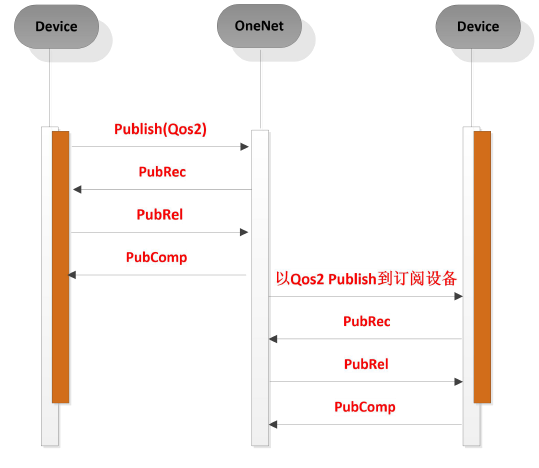 Device
OneNet
Device
Publish(Qos2)
PubRec
PubRel
PubComp
以Qos2 Publish到订阅设备
PubRec
PubRel
PubComp